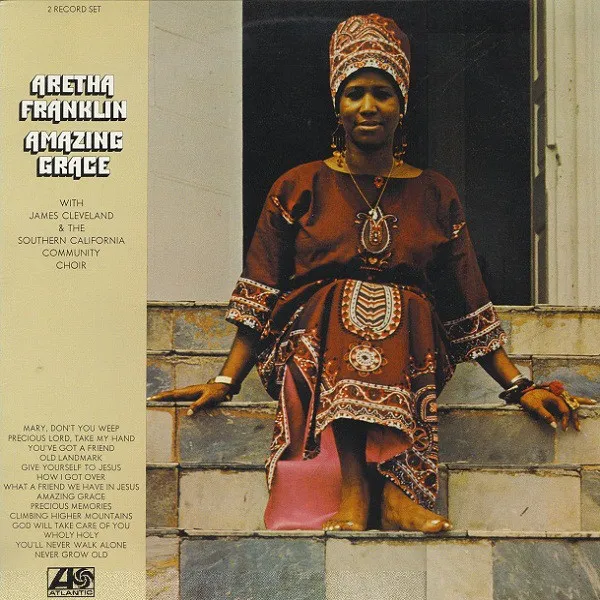 2 RECORD SET
ARETHA
FRANKLIN
AMAZING
GRACE
WITH
JAMES CLEVELAND
& THE
SOUTHERN CALIFORNIA
COMMUNITY
CHOIR
MARY, DON'T YOU WEEP
PRECIOUS LORD, TAKE MY HAND
YOU'VE GOT A FRIEND
OLD LANDMARK
GIVE YOURSELF TO JESUS
HOW I GOT OVER
WHAT A FRIEND WE HAVE IN JESUS
AMAZING GRACE
PRECIOUS MEMORIES
CLIMBING HIGHER MOUNTAINS
GOD WILL TAKE CARE OF YOU
WHOLY HOLY
YOU'LL NEVER WALK ALONE
NEVER GROW OLD
ATLANTIC